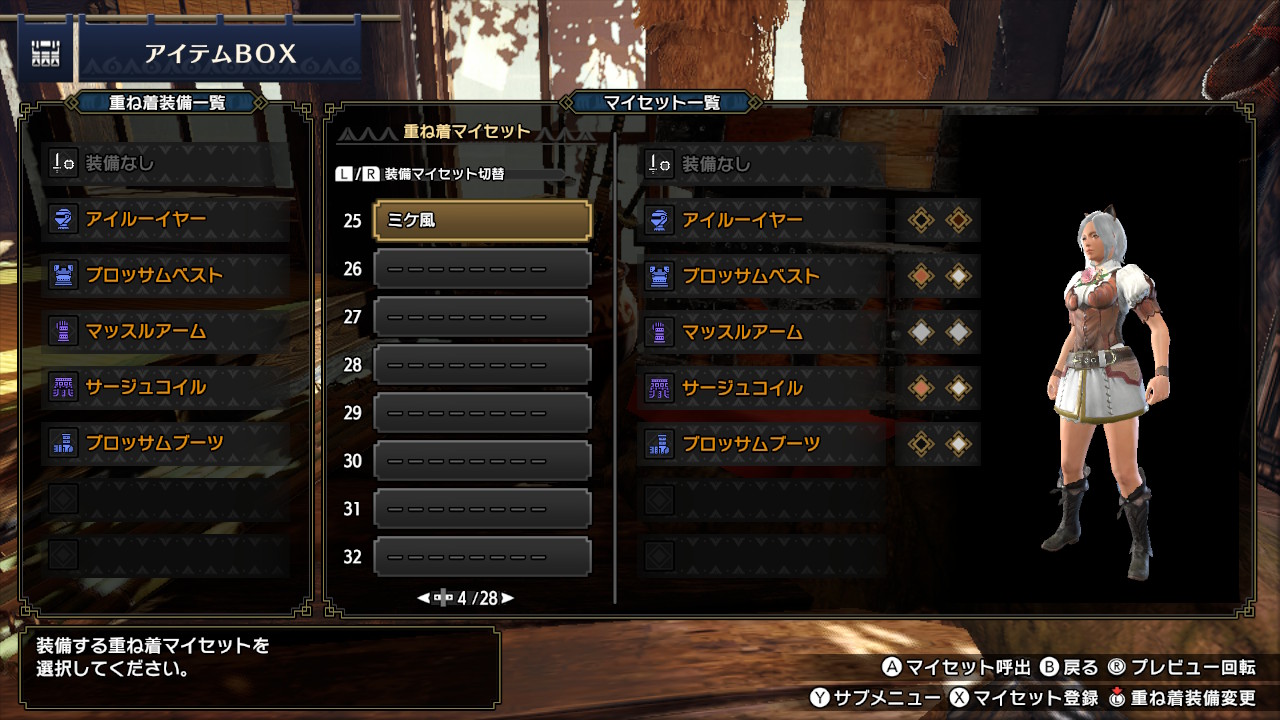 アイテムBOX
重ね着装備一覧
装備なし
アイルーイヤー
ブロッサムベスト
マッスルアーム
サージュコイル
ブロッサムブーツ
マイセット一覧
重ね着マイセット
L/R 装備マイセット切替
25 ミケ風
26 － － － － － － － －
27 － － － － － － － －
28 － － － － － － － －
29 － － － － － － － －
30 － － － － － － － －
31 － － － － － － － －
32 － － － － － － － －
4 /28
装備なし
アイルーイヤー
ブロッサムベスト
マッスルアーム
サージュコイル
ブロッサムブーツ
装備する重ね着マイセットを
選択してください。
A マイセット呼出 B 戻る R プレビュー回転
Y サブメニュー X マイセット登録 L 重ね着装備変更